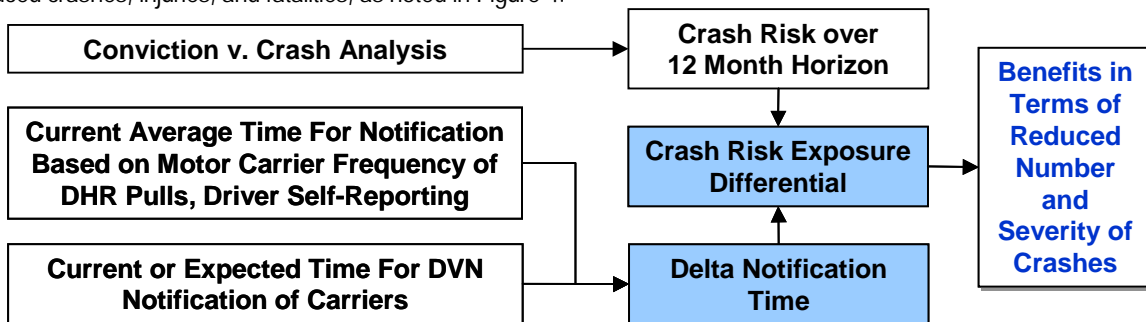 Conviction v. Crash Analysis
Crash Risk over
12 Month Horizon
Current Average Time For Notification
Based on Motor Carrier Frequency of
DHR Pulls, Driver Self-Reporting
Crash Risk Exposure
Differential
Current or Expected Time For DVN
Notification of Carriers
Delta Notification
Time
Benefits in
Terms of
Reduced
Number
and
Severity of
Crashes